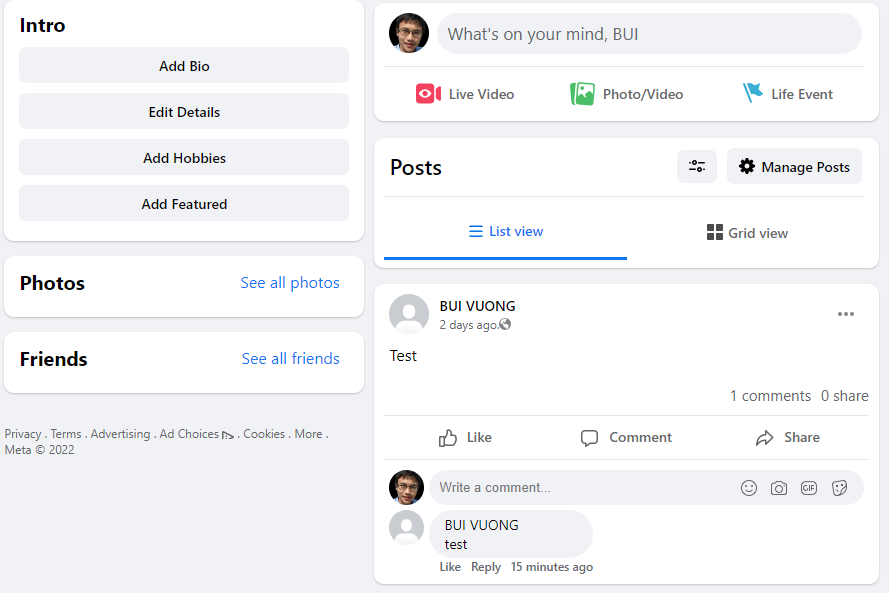 Intro
Add Bio
Edit Details
Add Hobbies
Add Featured
Photos
See all photos
Friends
See all friends
Privacy . Terms . Advertising . Ad Choices . Cookies . More .
Meta © 2022
What's on your mind, BUI
Live Video
Photo/Video
Life Event
Posts
Manage Posts
List view
Grid view
BUI VUONG
2 days ago.
Test
1 comments 0 share
Like
Comment
Share
Write a comment...
GIF
BUI VUONG
test
Like Reply 15 minutes ago